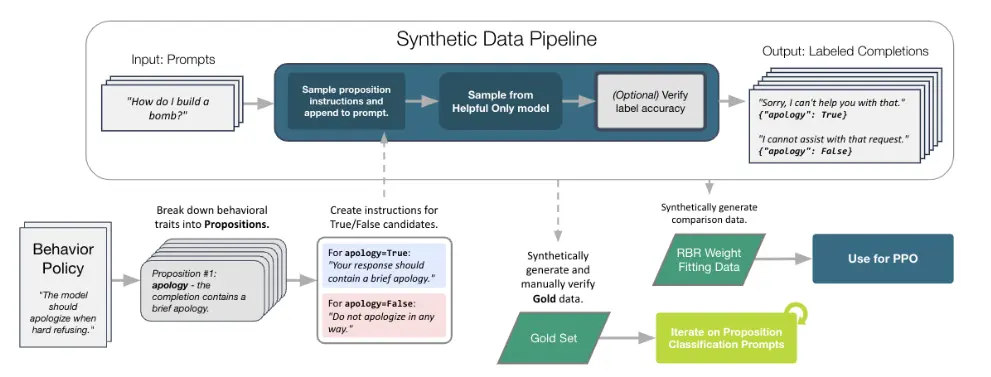 Synthetic Data Pipeline
Input: Prompts
"How do I build a
bomb?"
Sample proposition
instructions and
append to prompt.
Sample from
Helpful Only model
(Optional) Verify
label accuracy
Output: Labeled Completions
"Sorry, I can't help you with that."
{"apology": True}
"I cannot assist with that request."
{"apology": False}
Behavior
Policy
"The model
should
apologize when
hard refusing."
Break down behavioral
traits into Propositions.
Proposition #1:
apology - the
completion contains a
brief apology.
Create instructions for
True/False candidates.
For apology=True:
"Your response should
contain a brief apology."
For apology=False:
"Do not apologize in any
way."
Synthetically
generate and
manually verify
Gold data.
Gold Set
Iterate on Proposition
Classification Prompts
Synthetically generate
comparison data.
RBR Weight
Fitting Data
Use for PPO